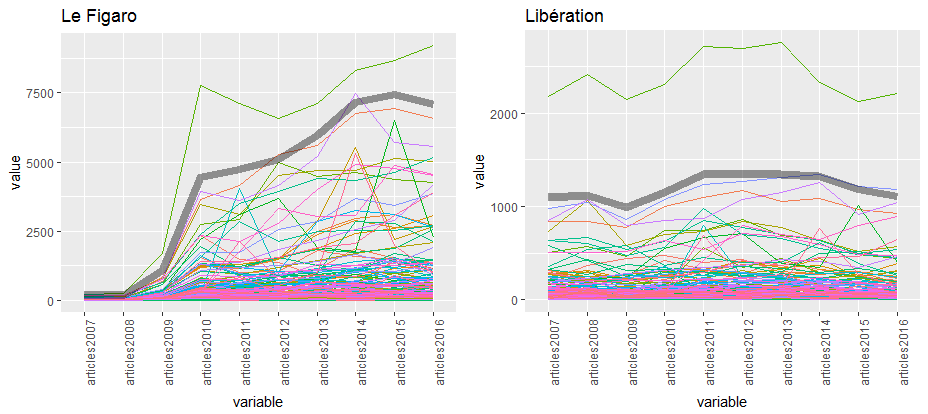 Le Figaro
value
7500
5000
2500
0
articles2007
articles2008
articles2009
articles2010
articles2011
articles2012
articles2013
articles2014
articles2015
articles2016
variable
Libération
value
2000
1000
0
articles2007
articles2008
articles2009
articles2010
articles2011
articles2012
articles2013
articles2014
articles2015
articles2016
variable